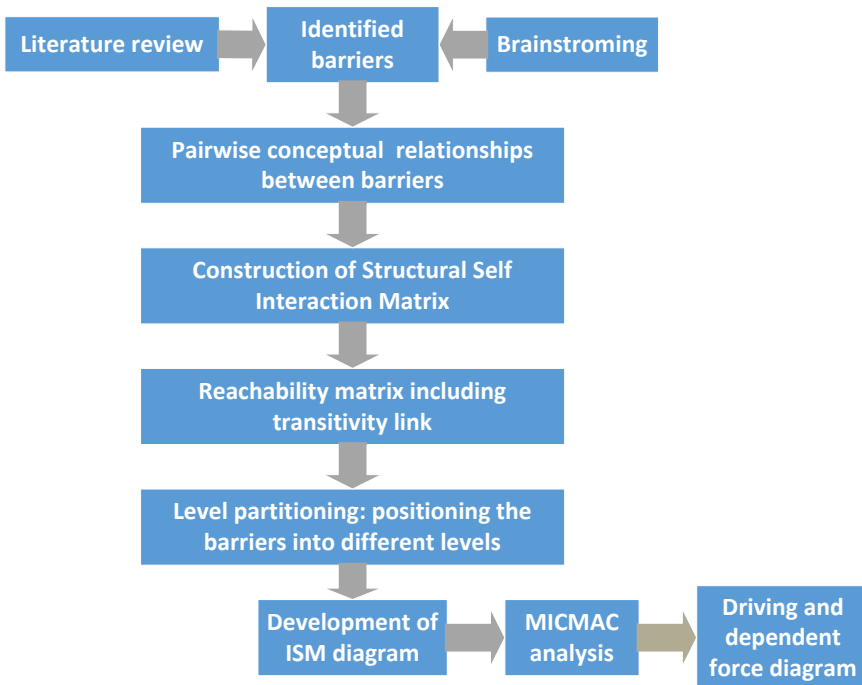 Literature review
Identified
barriers
Brainstroming
Pairwise conceptual relationships
between barriers
Construction of Structural Self
Interaction Matrix
Reachability matrix including
transitivity link
Level partitioning: positioning the
barriers into different levels
Development of
ISM diagram
MICMAC
analysis
Driving and
dependent
force diagram